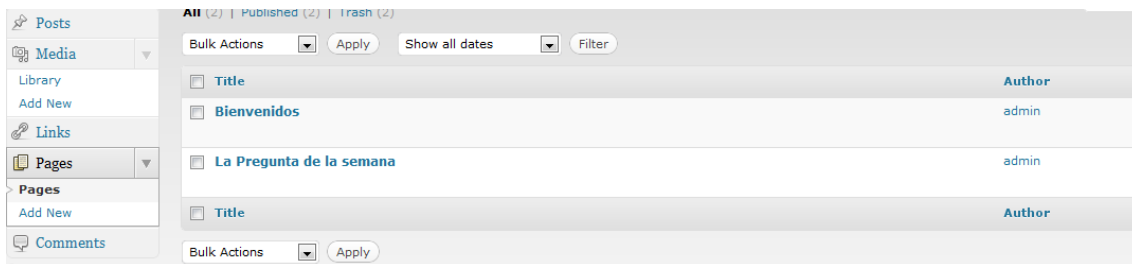 Posts
Media
Library
Add New
Links
Pages
Pages
Add New
Comments
All (2) | Published (2) | Trash (2)
Bulk Actions Apply Show all dates Filter
Title Author
Bienvenidos admin
La Pregunta de la semana admin
Title Author
Bulk Actions Apply